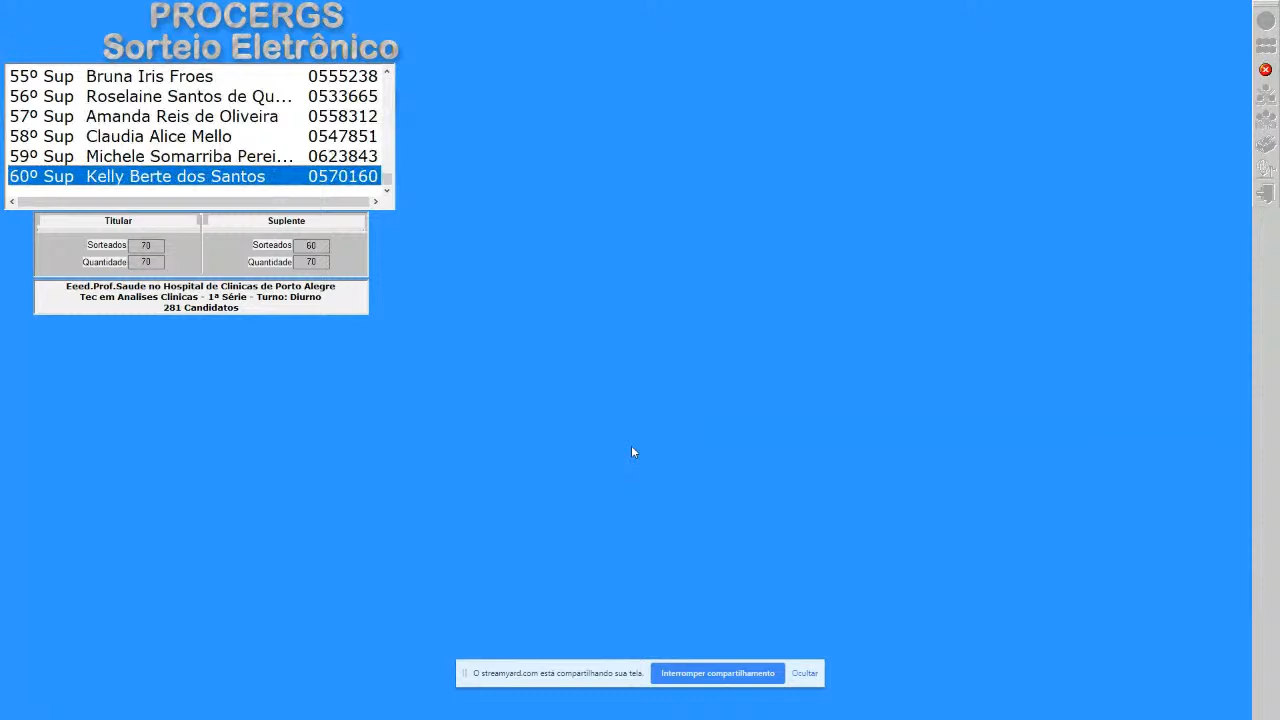 PROCERGS
Sorteio Eletrônico
55º Sup Bruna Iris Froes 0555238
56º Sup Roselaine Santos de Qu... 0533665
57º Sup Amanda Reis de Oliveira 0558312
58º Sup Claudia Alice Mello 0547851
59º Sup Michele Somarriba Perei... 0623843
60º Sup Kelly Berte dos Santos 0570160
Titular Suplente
Sorteados 70 Sorteados 60
Quantidade 70 Quantidade 70
Eeed.Prof.Saude no Hospital de Clinicas de Porto Alegre
Tec em Analises Clinicas - 1ª Série - Turno: Diurno
281 Candidatos
O streamyard.com está compartilhando sua tela. Interromper compartilhamento Ocultar